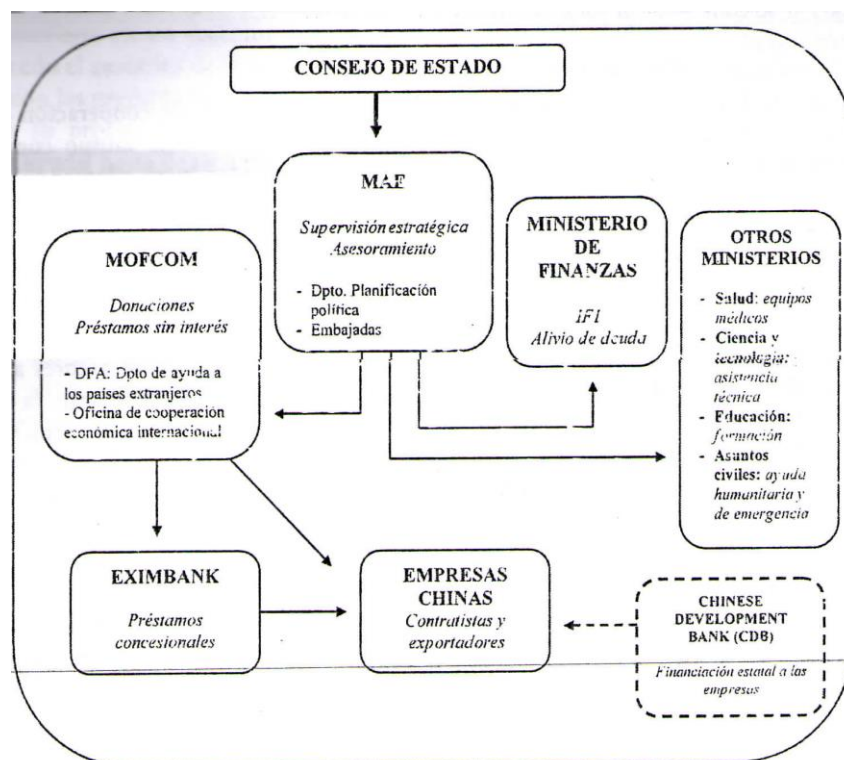 CONSEJO DE ESTADO
MAE
Supervisión estratégica
Asesoramiento
- Dpto. Planificación
política
- Embajadas
MINISTERIO
DE
FINANZAS
IFI
Alivio de deuda
OTROS
MINISTERIOS
- Salud: equipos
médicos
- Ciencia y
tecnología:
asistencia
técnica
- Educación:
formación
- Asuntos
civiles: ayuda
humanitaria y
de emergencia
MOFCOM
Donaciones
Préstamos sin interés
- DFA: Dpto de ayuda a
los países extranjeros
- Oficina de cooperación
económica internacional
EXIMBANK
Préstamos
concesionales
EMPRESAS
CHINAS
Contratistas y
exportadores
CHINESE
DEVELOPMENT
BANK (CDB)
Financiación estatal a las
empresas